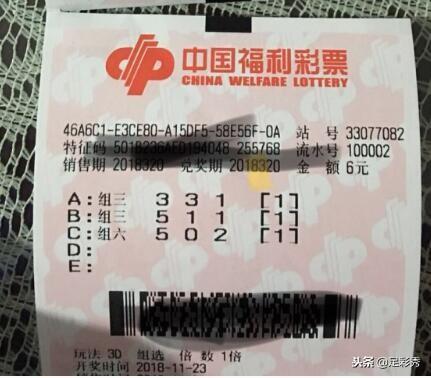 中国福利彩票
CHINA WELFARE LOTTERY
46A6C1-E3CE80-A15DF5-58E56F-0A 站号 33077082
特征码 5018236AED194048 255768 流水号 100002
销售期 2018320 兑奖期 2018320 金额 6元
A: 组三 3 3 1 [1]
B: 组三 5 1 1 [1]
C: 组六 5 0 2 [1]
D:
E:
玩法 3D 组选 倍数 1倍
开奖时间 2018-11-23
头条 @足彩秀